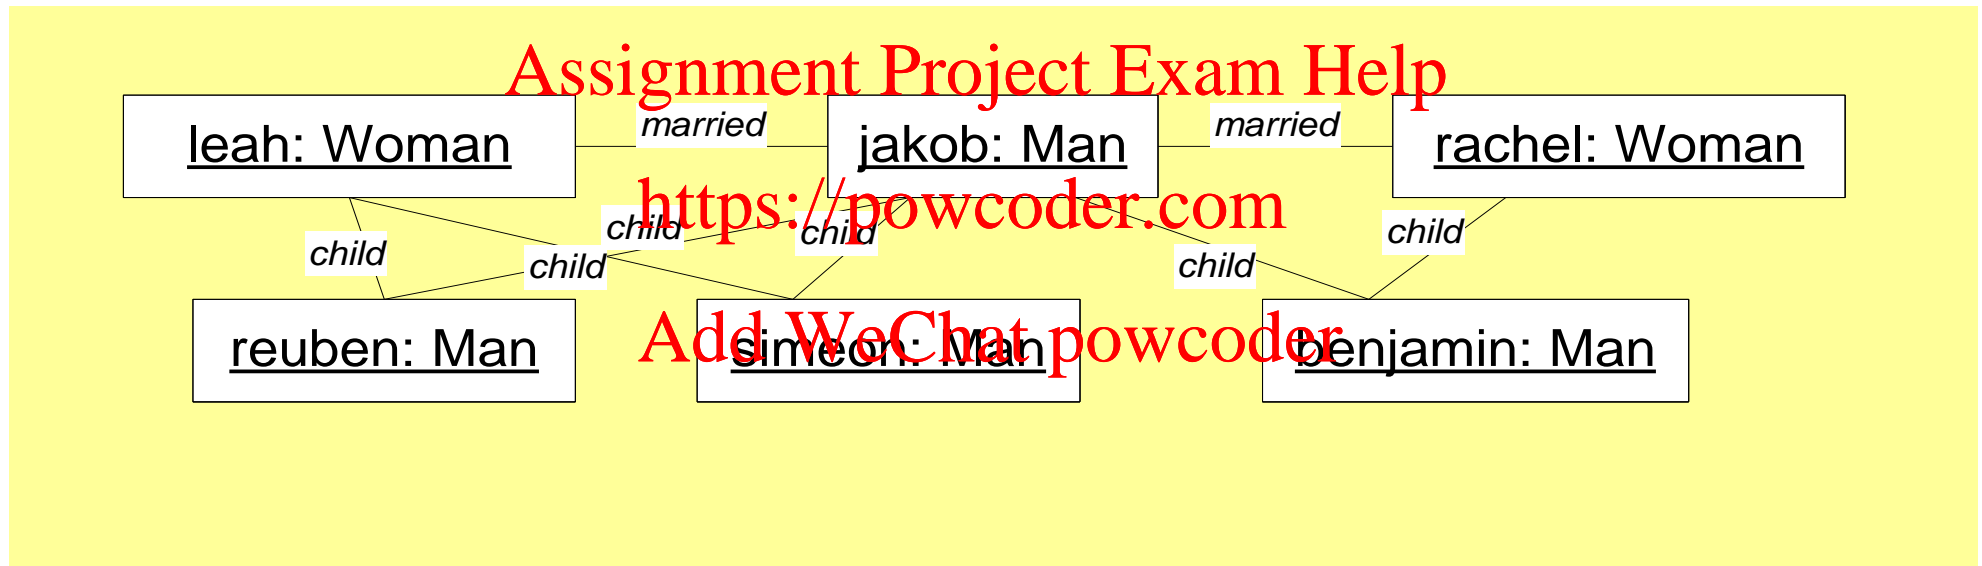 Assignment Project Exam Help
married married
leah: Woman jakob: Man rachel: Woman
https://powcoder.com
child child child
child child child
reuben: Man simeon: Man benjamin: Man
Add WeChat powcoder